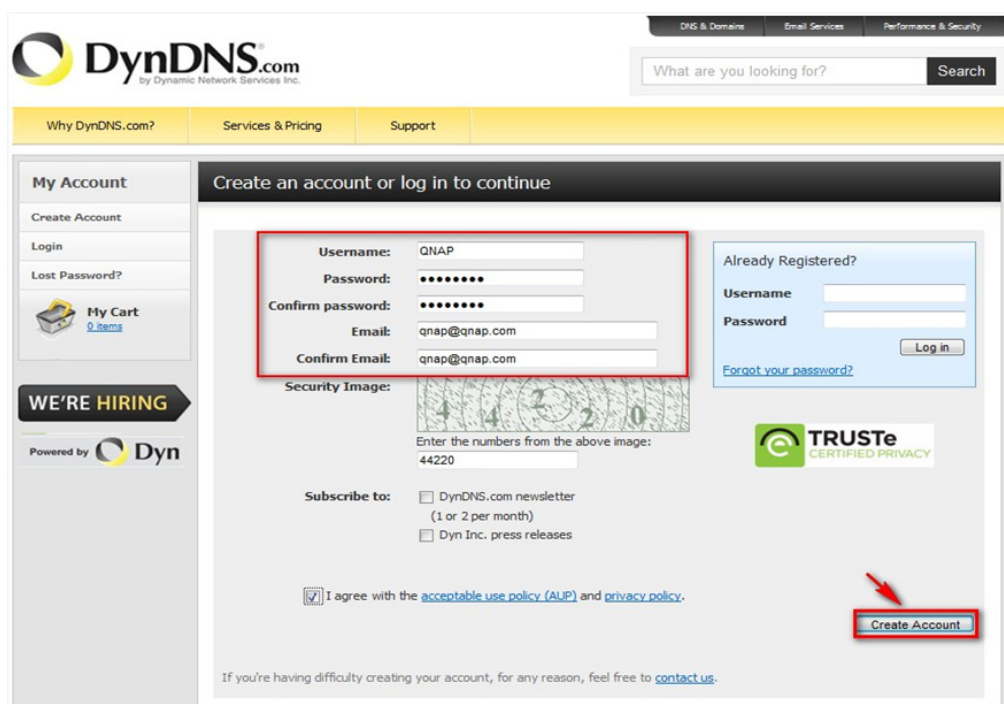 DNS & Domains Email Services Performance & Security
DynDNS.com
by Dynamic Network Services Inc.
What are you looking for? Search
Why DynDNS.com? Services & Pricing Support
My Account
Create Account
Login
Lost Password?
My Cart
0 items
WE'RE HIRING
Powered by Dyn
Create an account or log in to continue
Username: QNAP
Password: ••••••••
Confirm password: ••••••••
Email: qnap@qnap.com
Confirm Email: qnap@qnap.com
Security Image: 4 4 2 2 0
Enter the numbers from the above image:
44220
Subscribe to: DynDNS.com newsletter
(1 or 2 per month)
Dyn Inc. press releases
I agree with the acceptable use policy (AUP) and privacy policy.
Create Account
If you're having difficulty creating your account, for any reason, feel free to contact us.
Already Registered?
Username
Password
Log in
Forgot your password?
TRUSTe
CERTIFIED PRIVACY